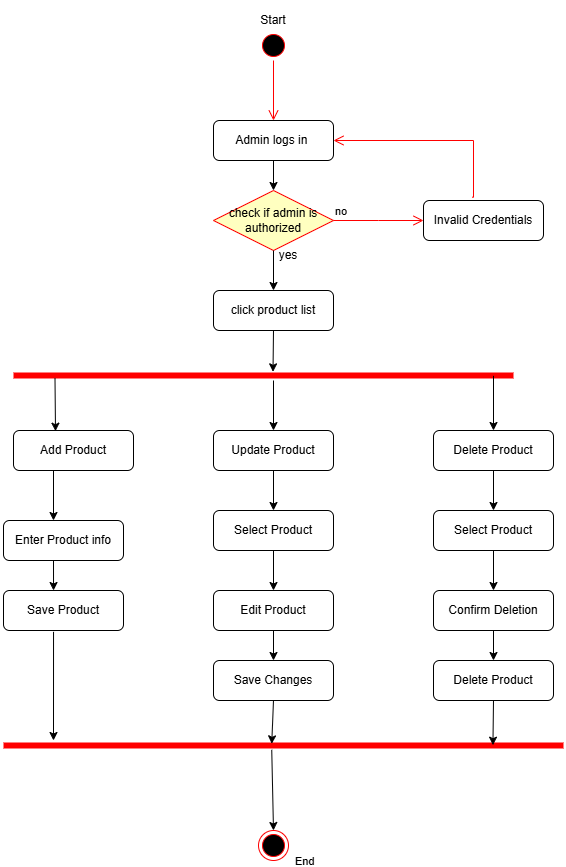 Start
Admin logs in
check if admin is
authorized
no
Invalid Credentials
yes
click product list
Add Product
Update Product
Delete Product
Enter Product info
Select Product
Select Product
Save Product
Edit Product
Confirm Deletion
Save Changes
Delete Product
End